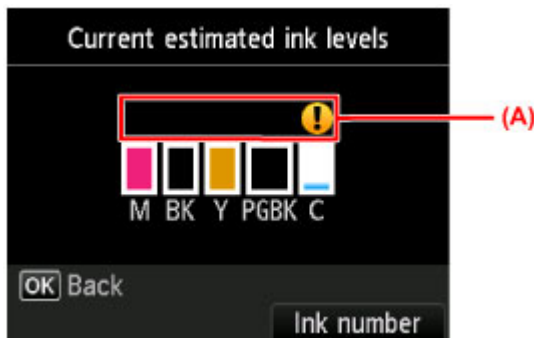 Current estimated ink levels
(A)
M BK Y PGBK C
OK Back
Ink number